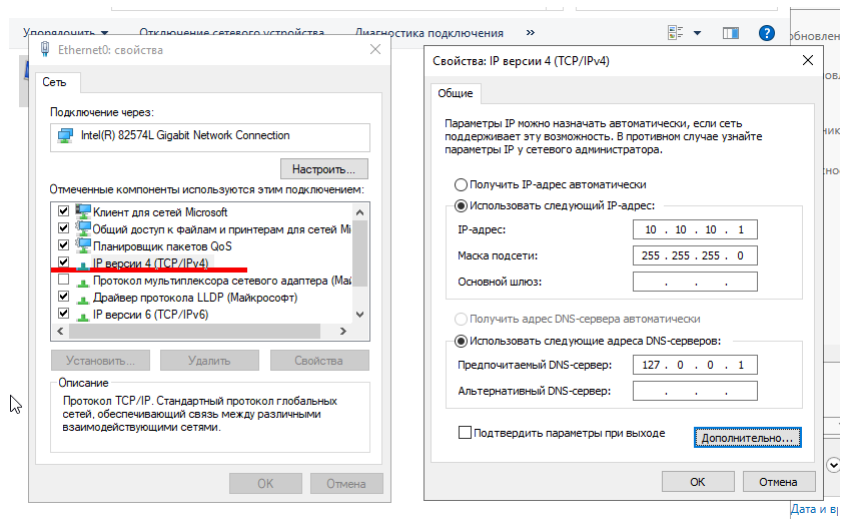 Упорядочить
Отключение сетевого устройства
Диагностика подключения
»
?
Ethernet0: свойства
Сеть
Подключение через:
Intel(R) 82574L Gigabit Network Connection
Настроить...
Отмеченные компоненты используются этим подключением:
Клиент для сетей Microsoft
Общий доступ к файлам и принтерам для сетей Mi
Планировщик пакетов QoS
IP версии 4 (TCP/IPv4)
Протокол мультиплексора сетевого адаптера (Май
Драйвер протокола LLDP (Майкрософт)
IP версии 6 (TCP/IPv6)
Установить...
Удалить
Свойства
Описание
Протокол TCP/IP. Стандартный протокол глобальных
сетей, обеспечивающий связь между различными
взаимодействующими сетями.
OK
Отмена
Свойства: IP версии 4 (TCP/IPv4)
Общие
Параметры IP можно назначать автоматически, если сеть
поддерживает эту возможность. В противном случае узнайте
параметры IP у сетевого администратора.
Получить IP-адрес автоматически
Использовать следующий IP-адрес:
IP-адрес: 10 . 10 . 10 . 1
Маска подсети: 255 . 255 . 255 . 0
Основной шлюз: . . .
Получить адрес DNS-сервера автоматически
Использовать следующие адреса DNS-серверов:
Предпочитаемый DNS-сервер: 127 . 0 . 0 . 1
Альтернативный DNS-сервер: . . .
Подтвердить параметры при выходе
Дополнительно...
OK
Отмена
Дата и в